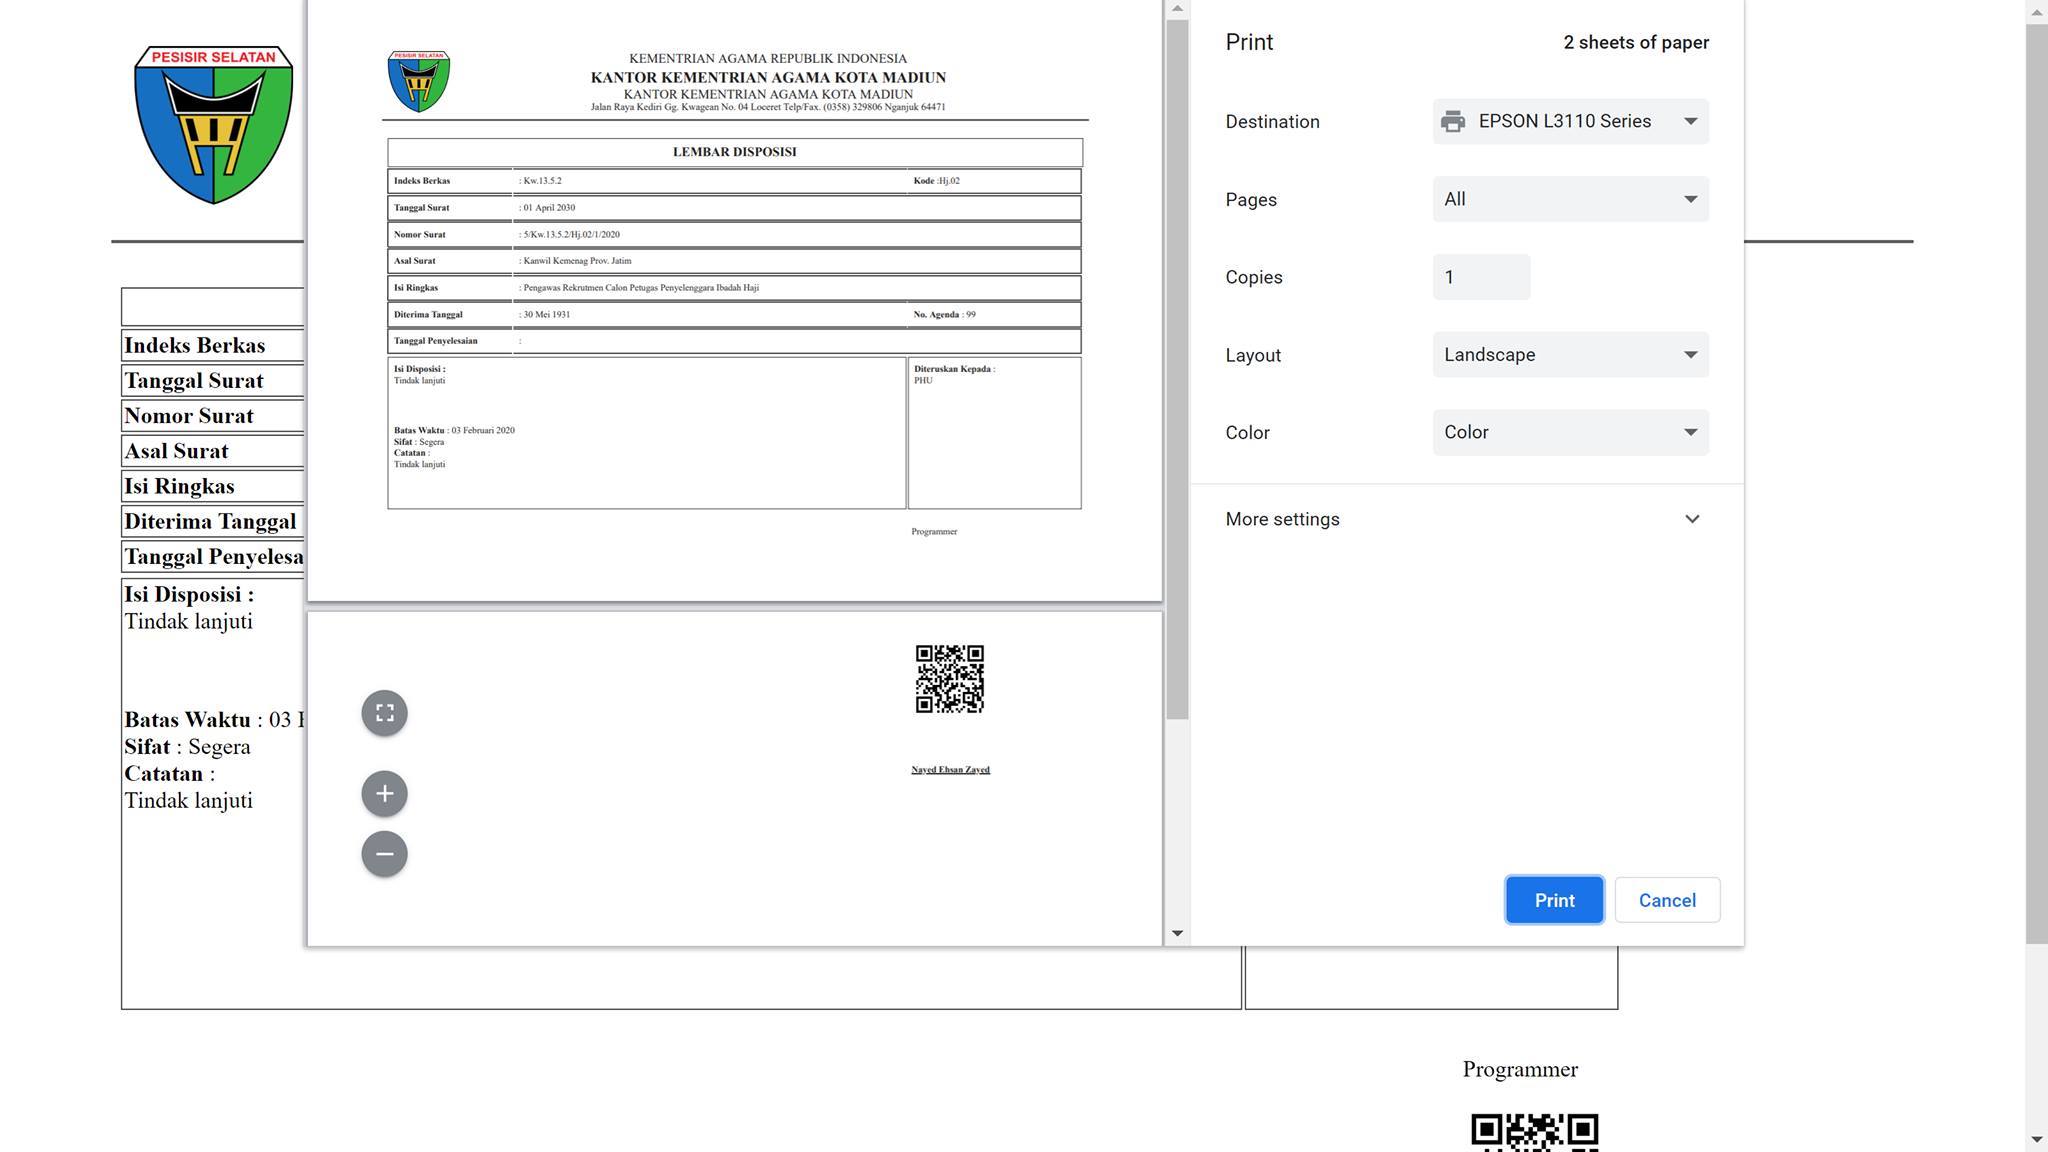 PESISIR SELATAN
Indeks Berkas
Tanggal Surat
Nomor Surat
Asal Surat
Isi Ringkas
Diterima Tanggal
Tanggal Penyelesa
Isi Disposisi :
Tindak lanjuti
Batas Waktu : 03
Sifat : Segera
Catatan :
Tindak lanjuti
Programmer
PESISIR SELATAN
KEMENTRIAN AGAMA REPUBLIK INDONESIA
KANTOR KEMENTRIAN AGAMA KOTA MADIUN
KANTOR KEMENTRIAN AGAMA KOTA MADIUN
Jalan Raya Kediri Gg. Kwagean No. 04 Loceret Telp/Fax. (0358) 329806 Nganjuk 64471
LEMBAR DISPOSISI
Indeks Berkas : Kw.13.5.2 Kode :Hj.02
Tanggal Surat : 01 April 2030
Nomor Surat : 5/Kw.13.5.2/Hj.02/1/2020
Asal Surat : Kanwil Kemenag Prov. Jatim
Isi Ringkas : Pengawas Rekrutmen Calon Petugas Penyelenggara Ibadah Haji
Diterima Tanggal : 30 Mei 1931 No. Agenda : 99
Tanggal Penyelesaian :
Isi Disposisi :
Tindak lanjuti
Batas Waktu : 03 Februari 2020
Sifat : Segera
Catatan :
Tindak lanjuti
Diteruskan Kepada :
PHU
Programmer
Nayed Ehsan Zayed
Print 2 sheets of paper
Destination EPSON L3110 Series
Pages All
Copies 1
Layout Landscape
Color Color
More settings
Print Cancel